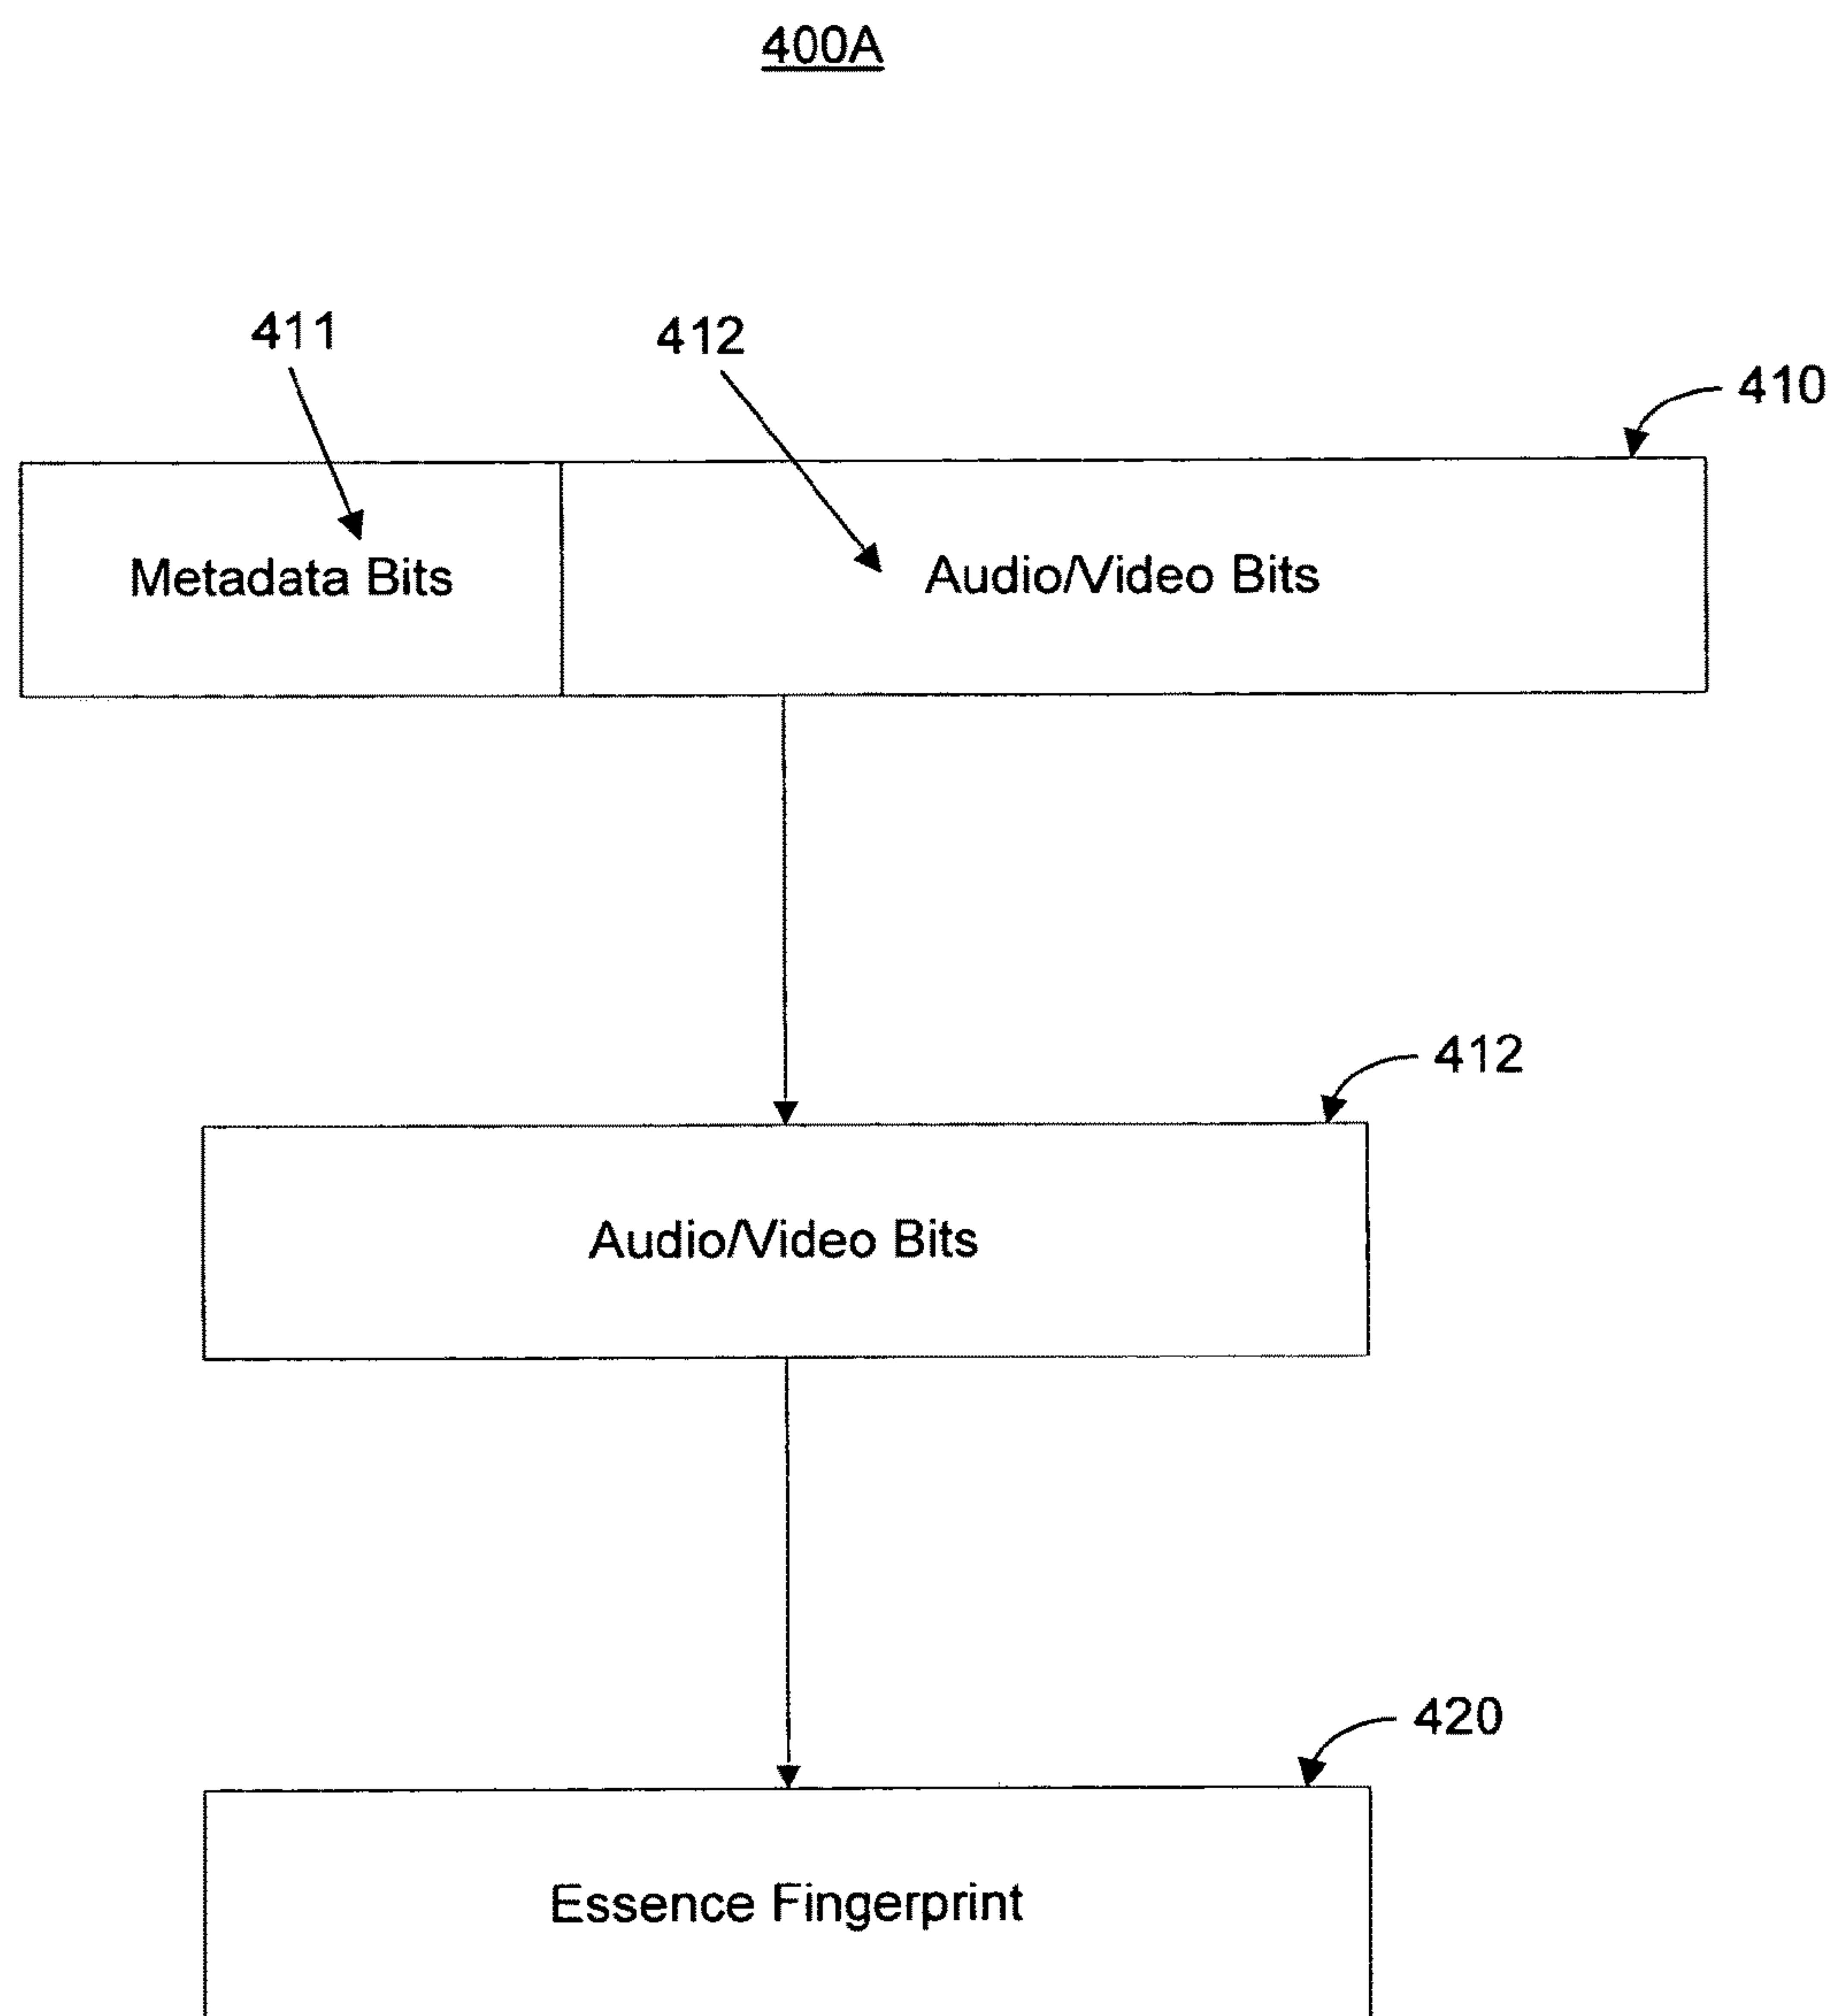 400A
411
412
410
Metadata Bits
Audio/Video Bits
412
Audio/Video Bits
420
Essence Fingerprint